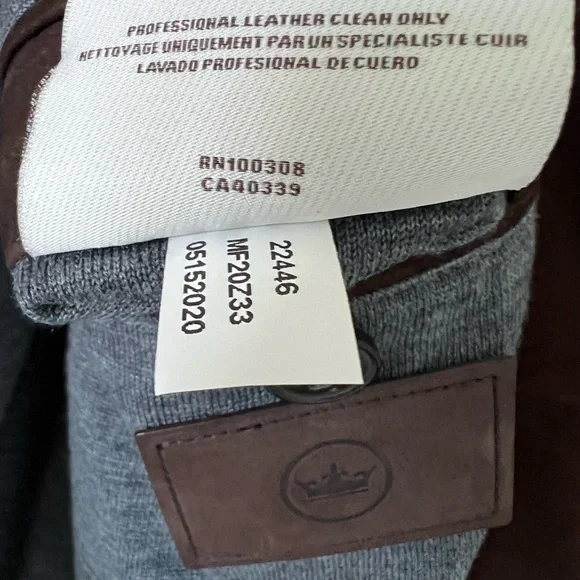 PROFESSIONAL LEATHER CLEAN ONLY
NETTOYAGE UNIQUEMENT PAR UN SPECIALISTE CUIR
LAVADO PROFESIONAL DE CUERO
RN100308
CA40339
22446
MF20Z33
05152020